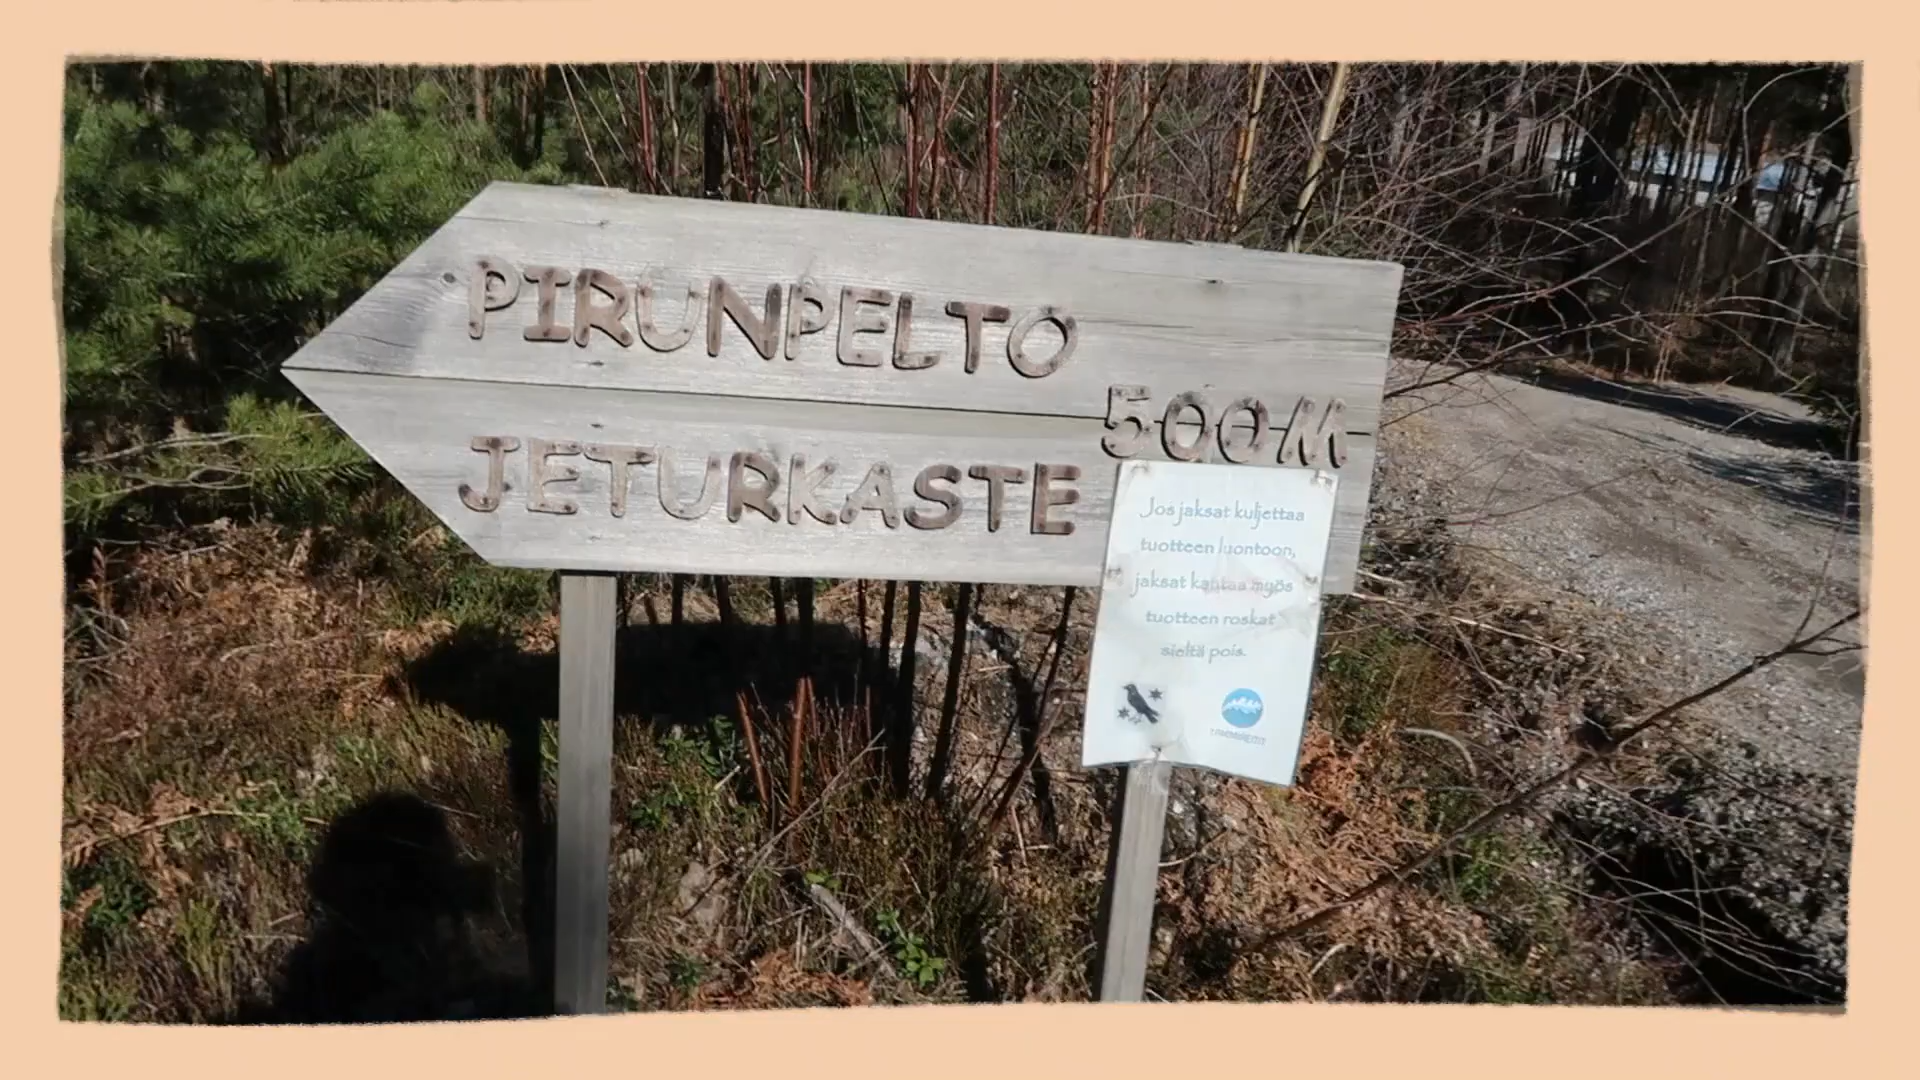 PIRUNPELTO
500M
JETURKASTE
Jos jaksat kuljettaa
tuotteen luontoon,
jaksat kantaa myös
tuotteen roskat
sieltä pois.